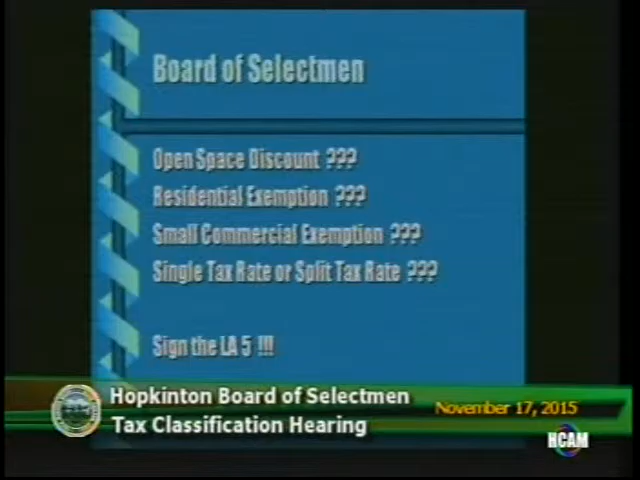 Board of Selectmen
Open Space Discount ???
Residential Exemption ???
Small Commercial Exemption ???
Single Tax Rate or Split Tax Rate ???
Sign the LA 5 !!!
Hopkinton Board of Selectmen
November 17, 2015
Tax Classification Hearing
HCAM